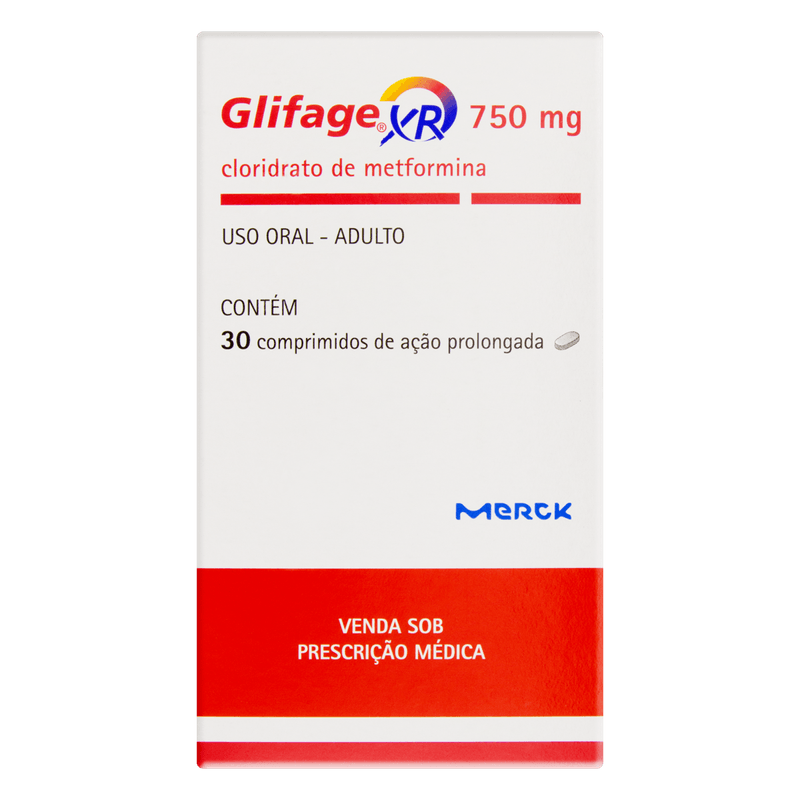 Glifage® XR 750 mg
cloridrato de metformina
USO ORAL - ADULTO
CONTÉM
30 comprimidos de ação prolongada
MERCK
VENDA SOB
PRESCRIÇÃO MÉDICA